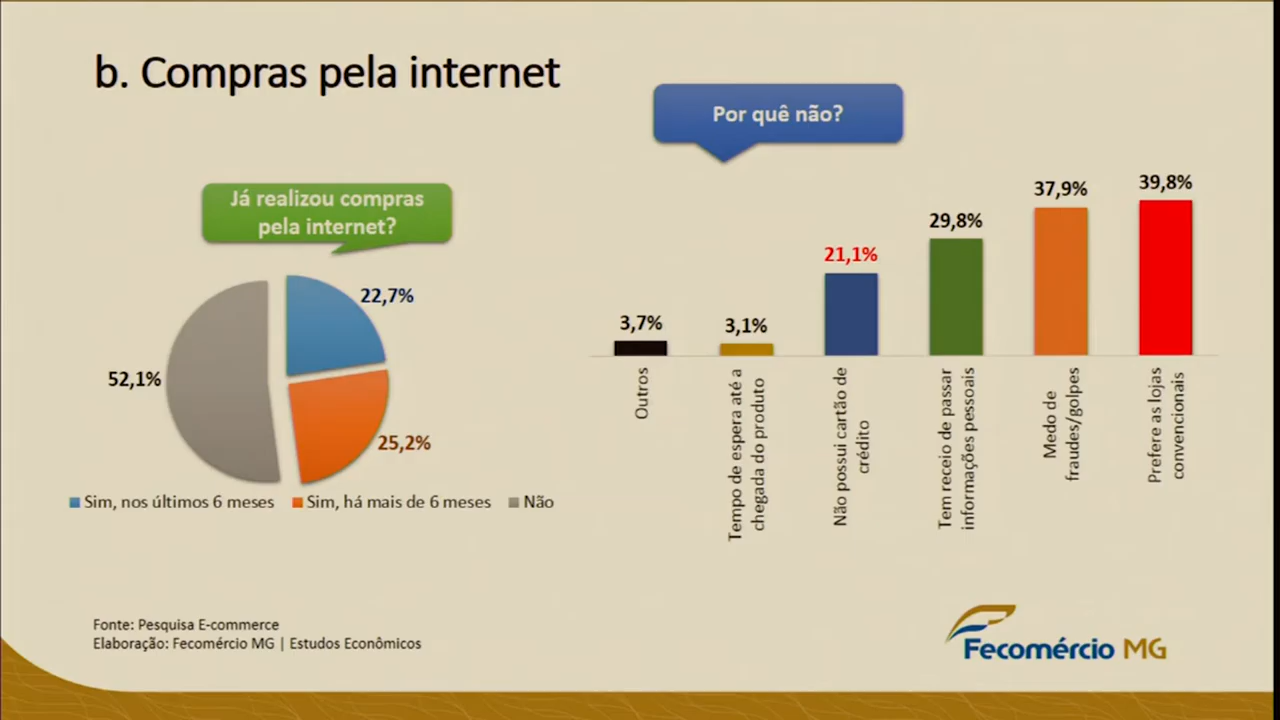 b. Compras pela internet
Por quê não?
Já realizou compras
pela internet?
22,7%
52,1%
25,2%
Sim, nos últimos 6 meses
Sim, há mais de 6 meses
Não
3,7%
3,1%
21,1%
29,8%
37,9%
39,8%
Outros
Tempo de espera até a
chegada do produto
Não possui cartão de
crédito
Tem receio de passar
informações pessoais
Medo de
fraudes/golpes
Prefere as lojas
convencionais
Fonte: Pesquisa E-commerce
Elaboração: Fecomércio MG | Estudos Econômicos
Fecomércio MG